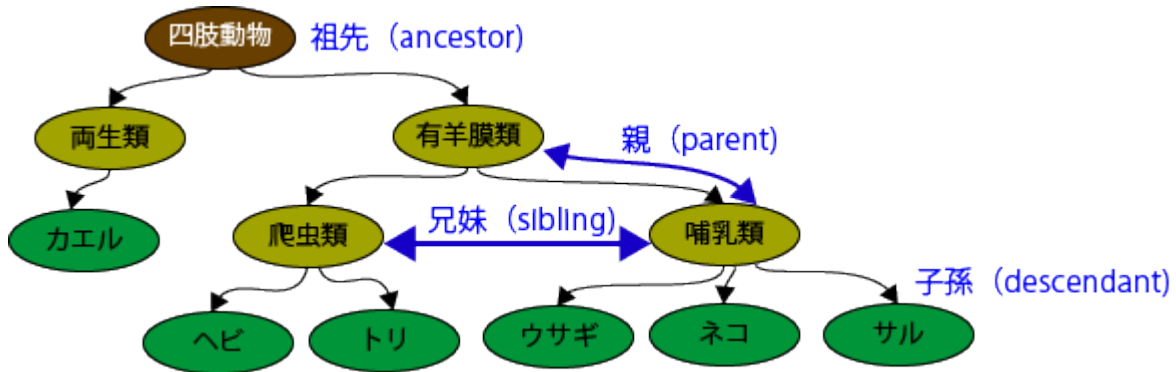 四肢動物 祖先（ancestor)
両生類 有羊膜類 親（parent)
カエル 爬虫類 兄妹（sibling) 哺乳類
子孫（descendant)
ヘビ トリ ウサギ ネコ サル